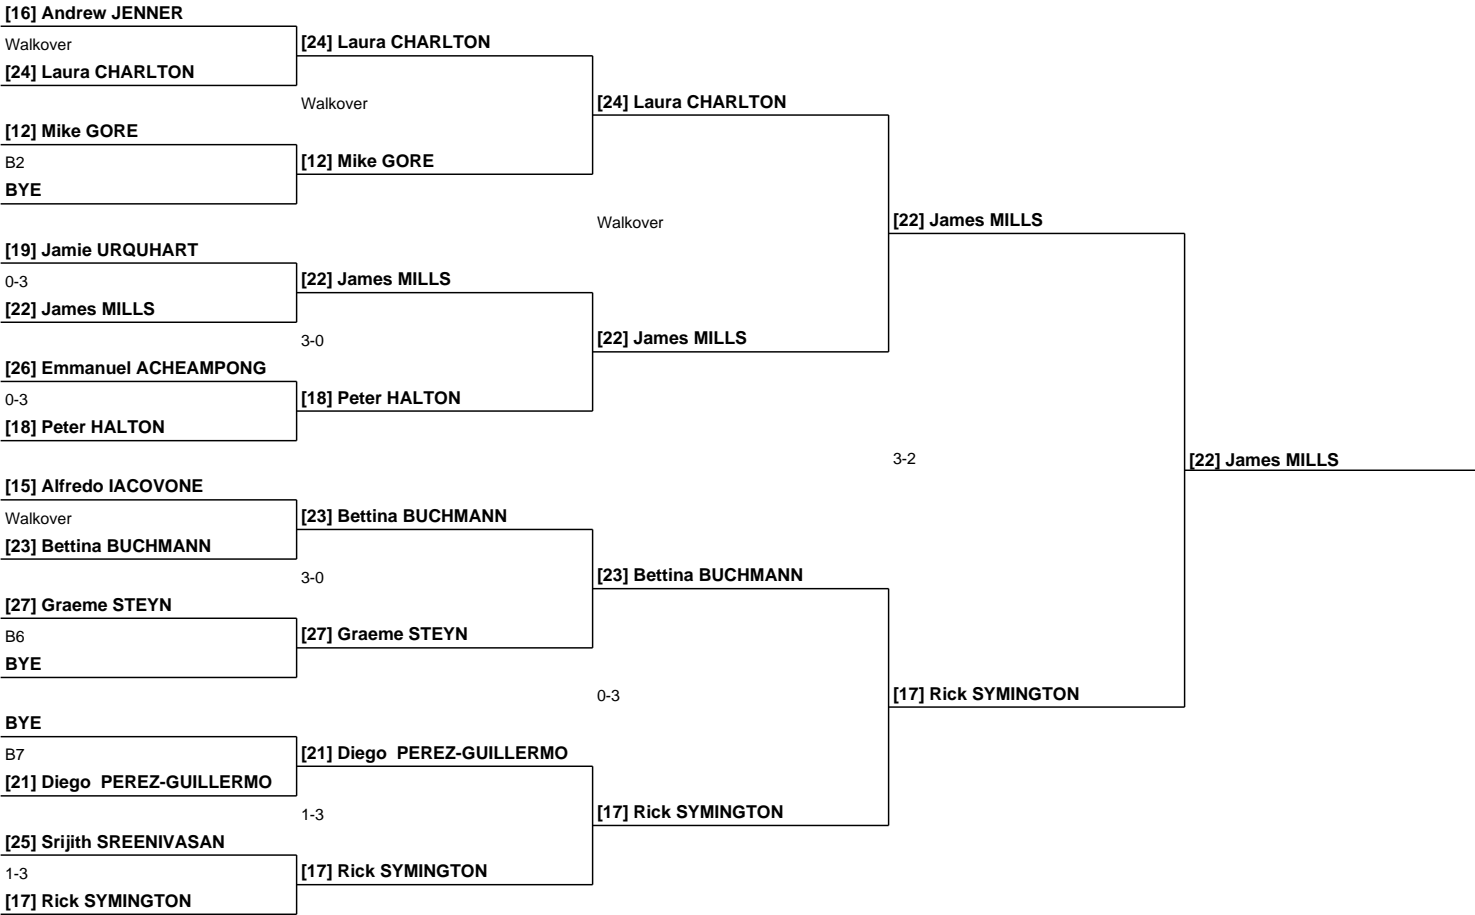 [16] Andrew JENNER
Walkover
[24] Laura CHARLTON
[24] Laura CHARLTON
Walkover
[24] Laura CHARLTON
[12] Mike GORE
B2
BYE
[12] Mike GORE
Walkover
[22] James MILLS
[19] Jamie URQUHART
0-3
[22] James MILLS
[22] James MILLS
3-0
[22] James MILLS
[26] Emmanuel ACHEAMPONG
0-3
[18] Peter HALTON
[18] Peter HALTON
3-2
[22] James MILLS
[15] Alfredo IACOVONE
Walkover
[23] Bettina BUCHMANN
[23] Bettina BUCHMANN
3-0
[23] Bettina BUCHMANN
[27] Graeme STEYN
B6
BYE
[27] Graeme STEYN
0-3
[17] Rick SYMINGTON
BYE
B7
[21] Diego  PEREZ-GUILLERMO
[21] Diego  PEREZ-GUILLERMO
1-3
[17] Rick SYMINGTON
[25] Srijith SREENIVASAN
1-3
[17] Rick SYMINGTON
[17] Rick SYMINGTON